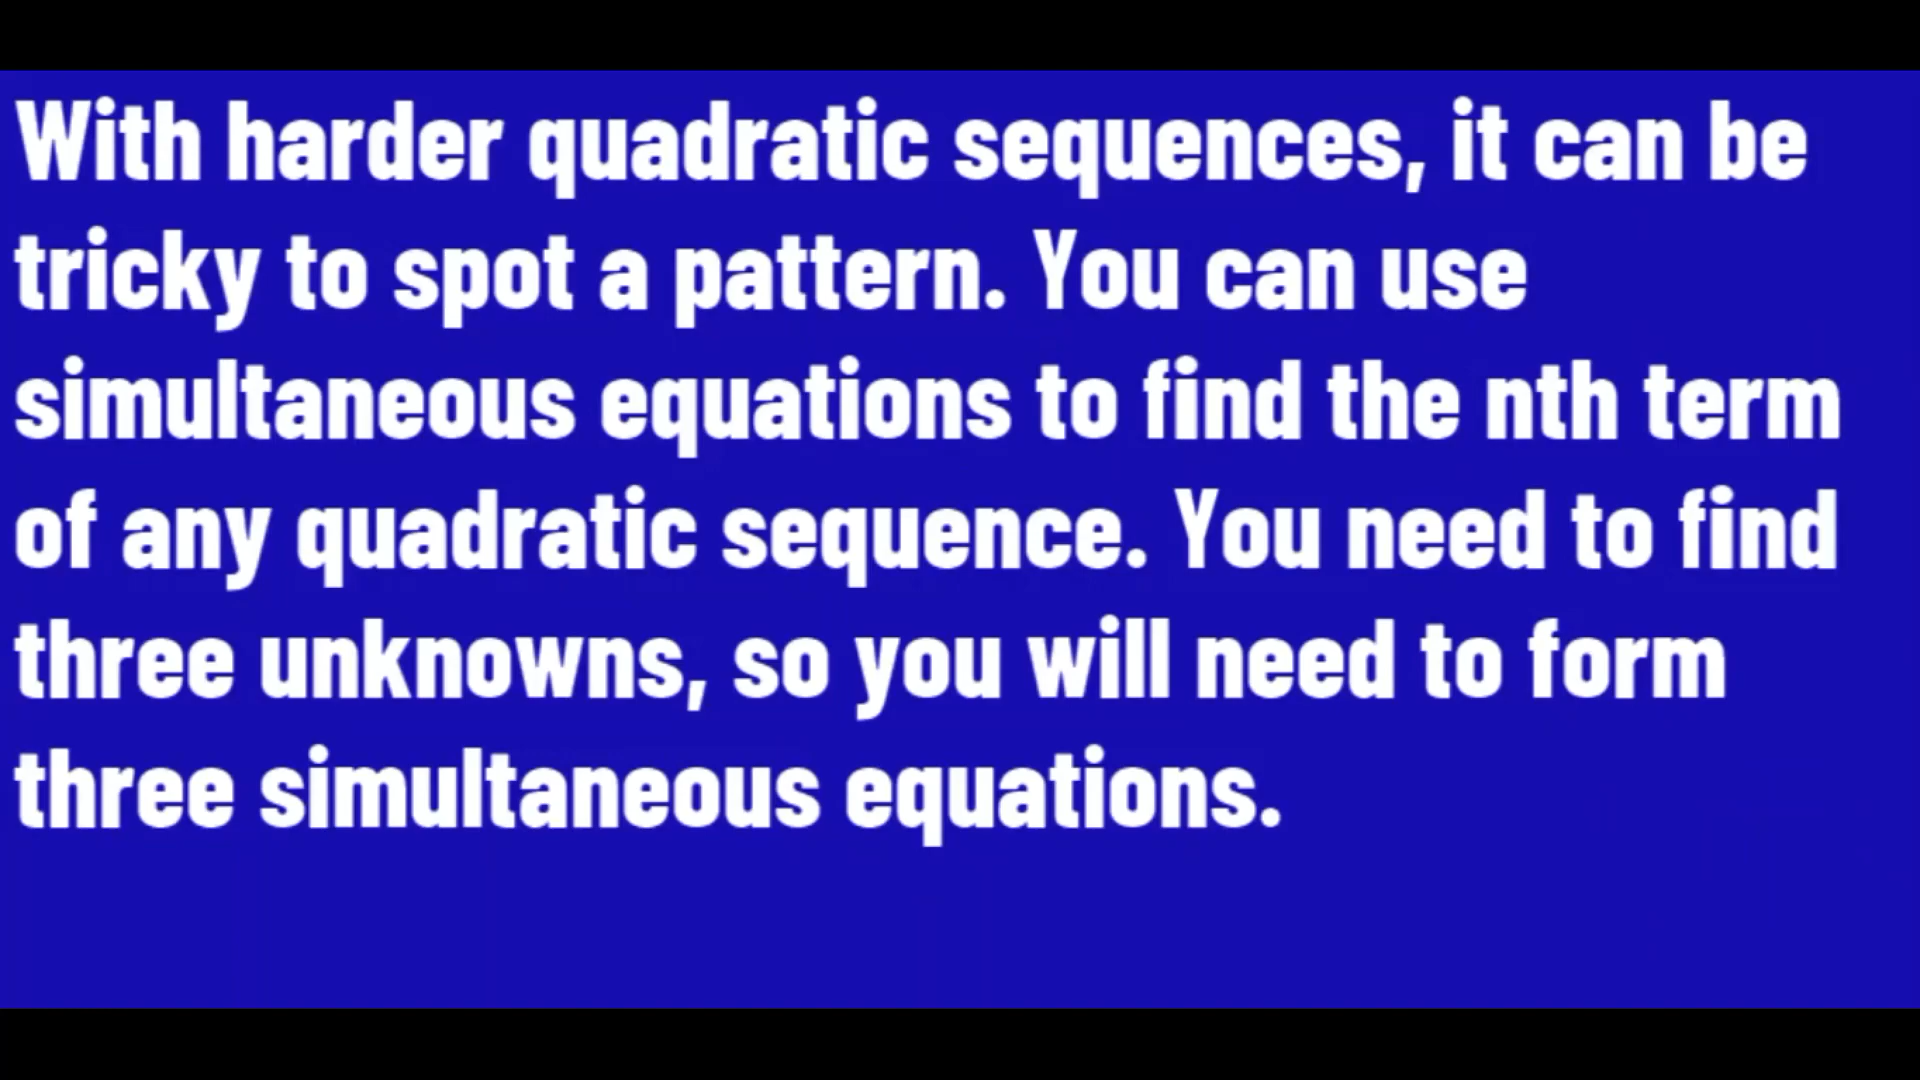 With harder quadratic sequences, it can be
tricky to spot a pattern. You can use
simultaneous equations to find the nth term
of any quadratic sequence. You need to find
three unknowns, so you will need to form
three simultaneous equations.